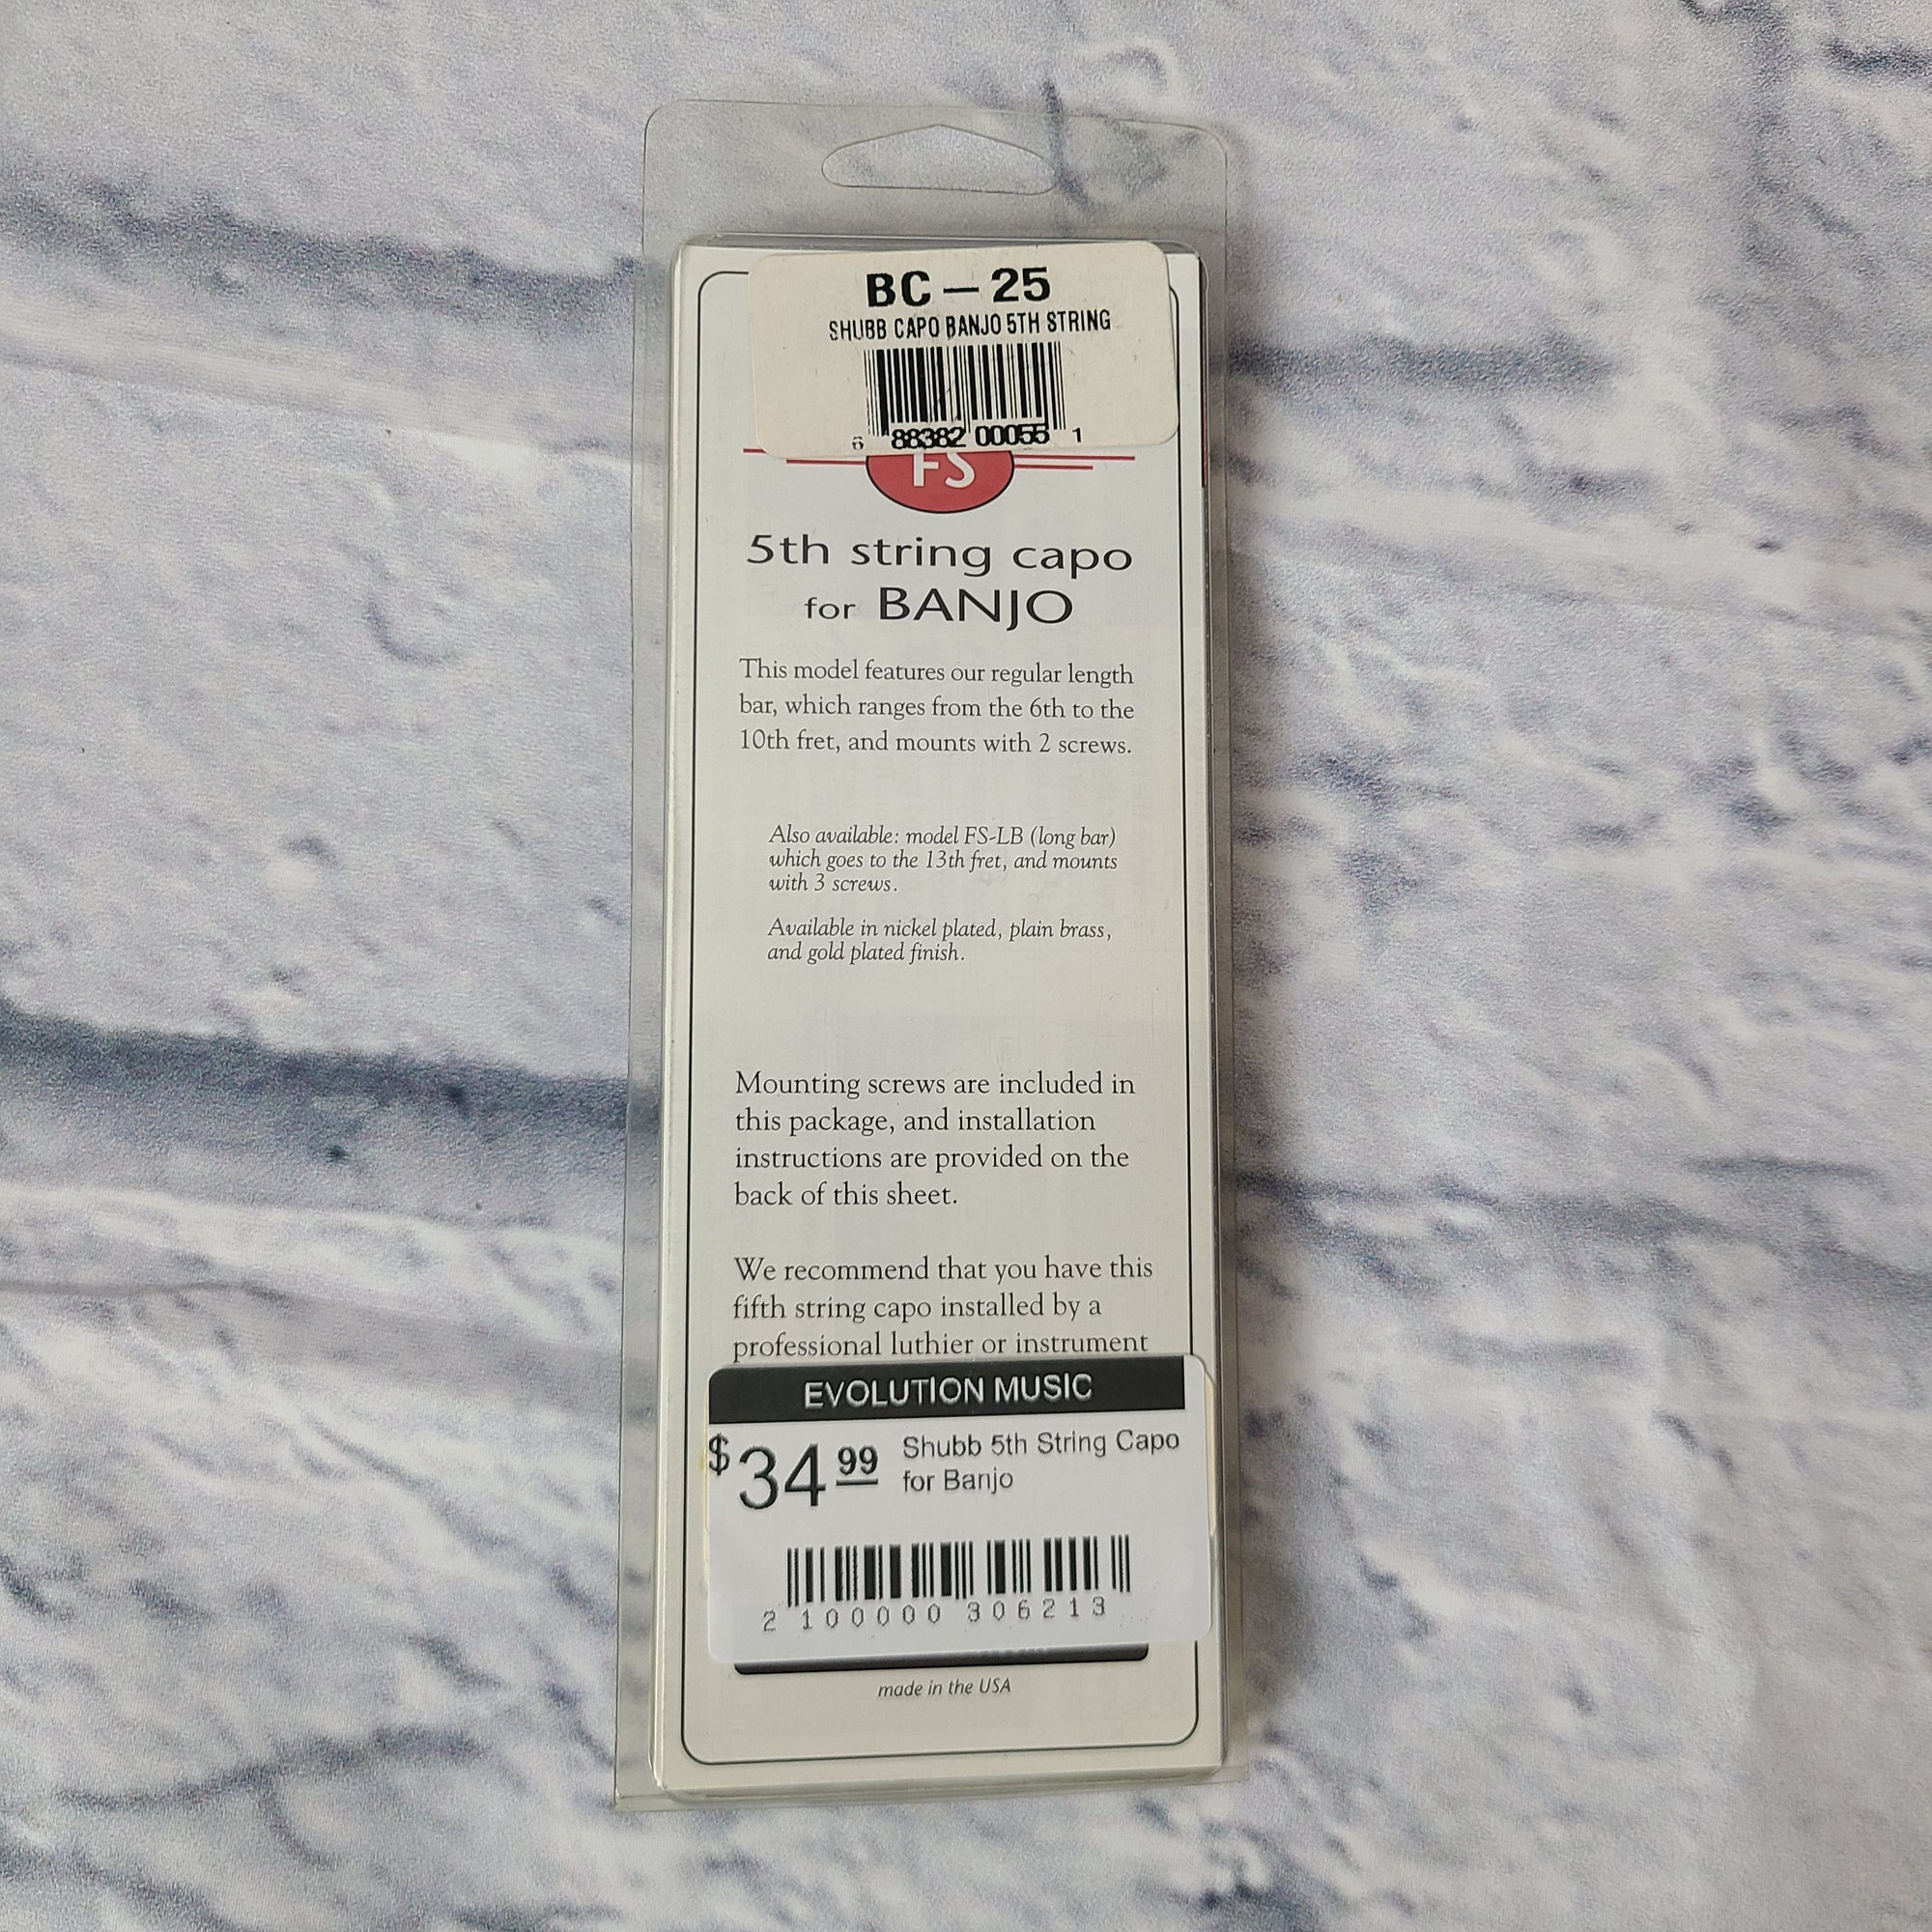 BC — 25
SHUBB CAPO BANJO 5TH STRING
6 88382 00055 1
FS
5th string capo
for BANJO
This model features our regular length
bar, which ranges from the 6th to the
10th fret, and mounts with 2 screws.
Also available: model FS-LB (long bar)
which goes to the 13th fret, and mounts
with 3 screws.
Available in nickel plated, plain brass,
and gold plated finish.
Mounting screws are included in
this package, and installation
instructions are provided on the
back of this sheet.
We recommend that you have this
fifth string capo installed by a
professional luthier or instrument
EVOLUTION MUSIC
$34.99 Shubb 5th String Capo
for Banjo
2 100000 306213
made in the USA